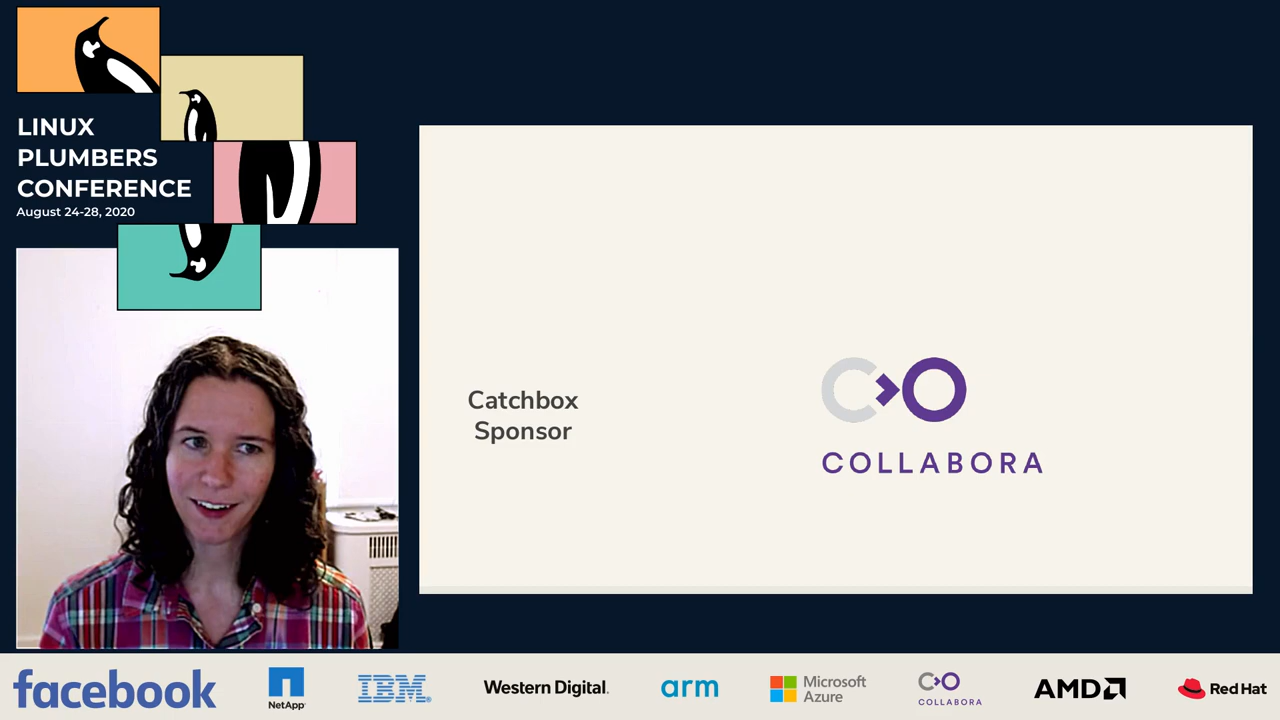 LINUX
PLUMBERS
CONFERENCE
August 24-28, 2020
Catchbox
Sponsor
COLLABORA
facebook
NetApp
IBM
Western Digital.
arm
Microsoft
Azure
COLLABORA
AMD
Red Hat